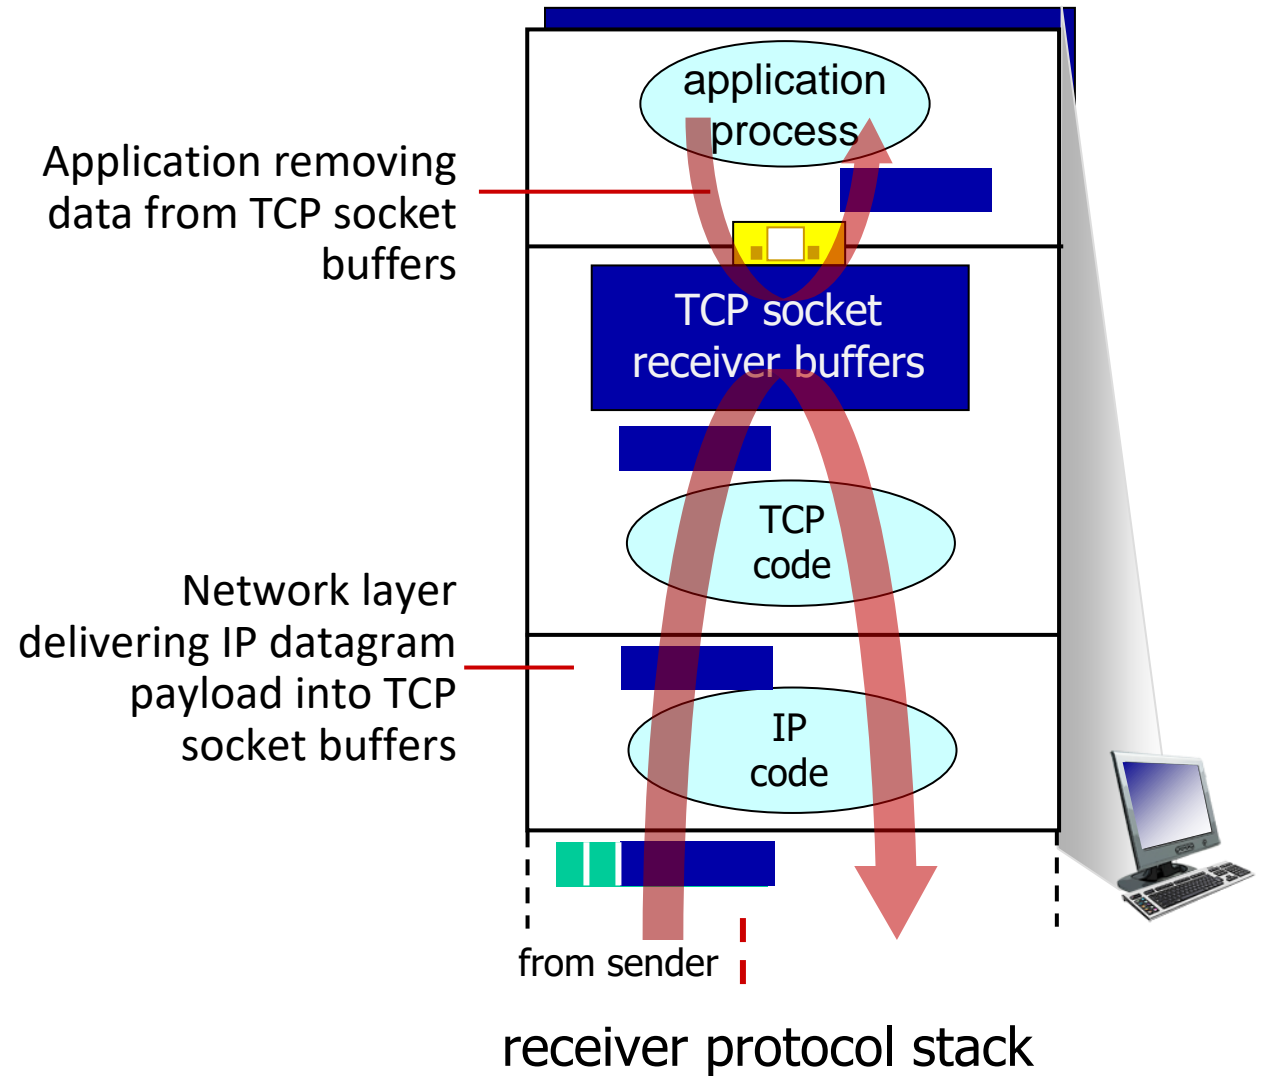 application
process
Application removing
data from TCP socket
buffers
TCP socket
receiver buffers
TCP
code
Network layer
delivering IP datagram
payload into TCP
socket buffers
IP
code
from sender
receiver protocol stack